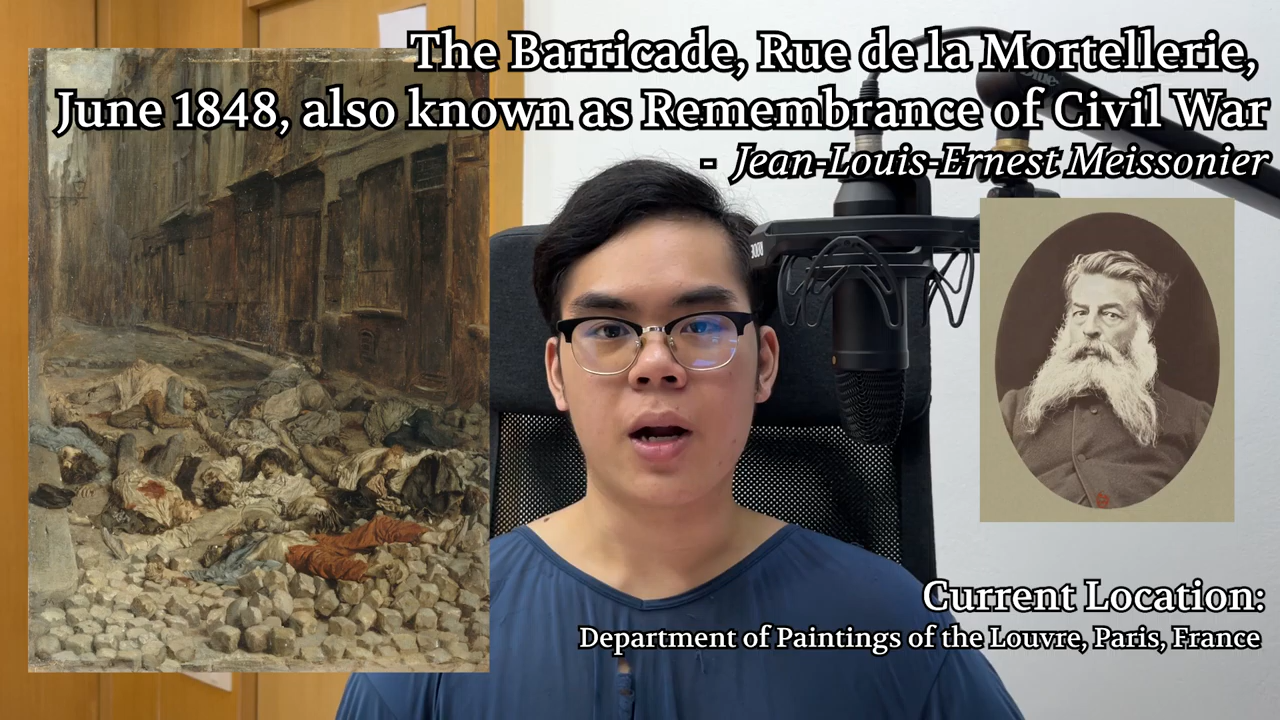 The Barricade, Rue de la Mortellerie,
June 1848, also known as Remembrance of Civil War
- Jean-Louis-Ernest Meissonier
Blue
Current Location:
Department of Paintings of the Louvre, Paris, France